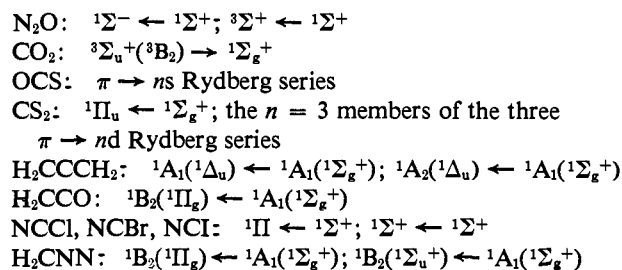 N₂O: ¹Σ⁻ ← ¹Σ⁺; ³Σ⁺ ← ¹Σ⁺
CO₂: ³Σᵤ⁺(³B₂) → ¹Σg⁺
OCS: π → ns Rydberg series
CS₂: ¹Πᵤ ← ¹Σg⁺; the n = 3 members of the three
π → nd Rydberg series
H₂CCCH₂: ¹A₁(¹Δᵤ) ← ¹A₁(¹Σg⁺); ¹A₂(¹Δᵤ) ← ¹A₁(¹Σg⁺)
H₂CCO: ¹B₂(¹Πg) ← ¹A₁(¹Σg⁺)
NCCl, NCBr, NCI: ¹Π ← ¹Σ⁺; ¹Σ⁺ ← ¹Σ⁺
H₂CNN: ¹B₂(¹Πg) ← ¹A₁(¹Σg⁺); ¹B₂(¹Σᵤ⁺) ← ¹A₁(¹Σg⁺)